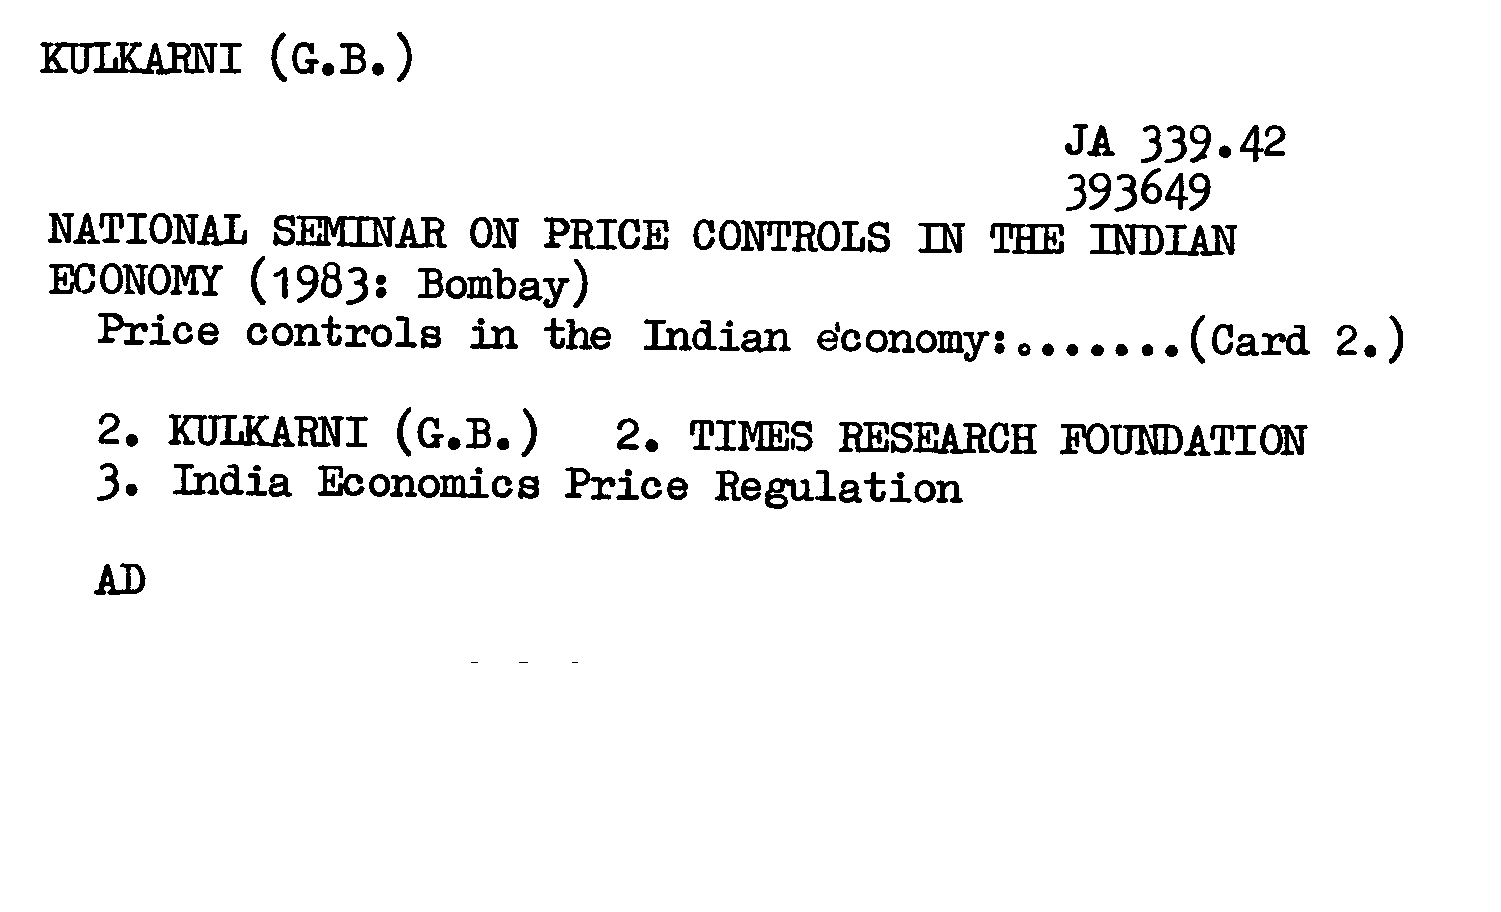 KULKARNI (G.B.)
JA 339.42
393649
NATIONAL SEMINAR ON PRICE CONTROLS IN THE INDIAN
ECONOMY (1983: Bombay)
Price controls in the Indian economy:........(Card 2.)
2. KULKARNI (G.B.) 2. TIMES RESEARCH FOUNDATION
3. India Economics Price Regulation
AD